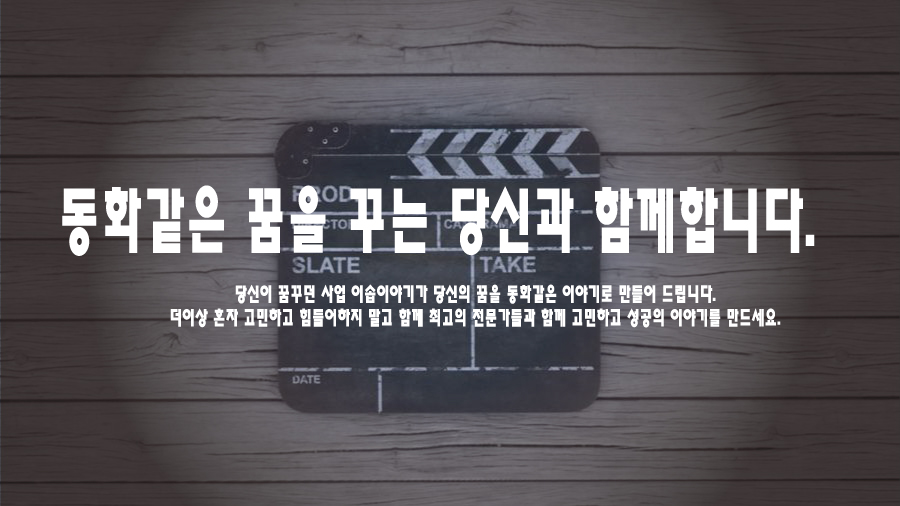 PROD
동화같은 꿈을 꾸는 당신과 함께합니다.
SLATE
TAKE
당신이 꿈꾸던 사업 이솝이야기가 당신의 꿈을 동화같은 이야기로 만들어 드립니다.
더이상 혼자 고민하고 힘들어하지 말고 함께 최고의 전문가들과 함께 고민하고 성공의 이야기를 만드세요.
DATE